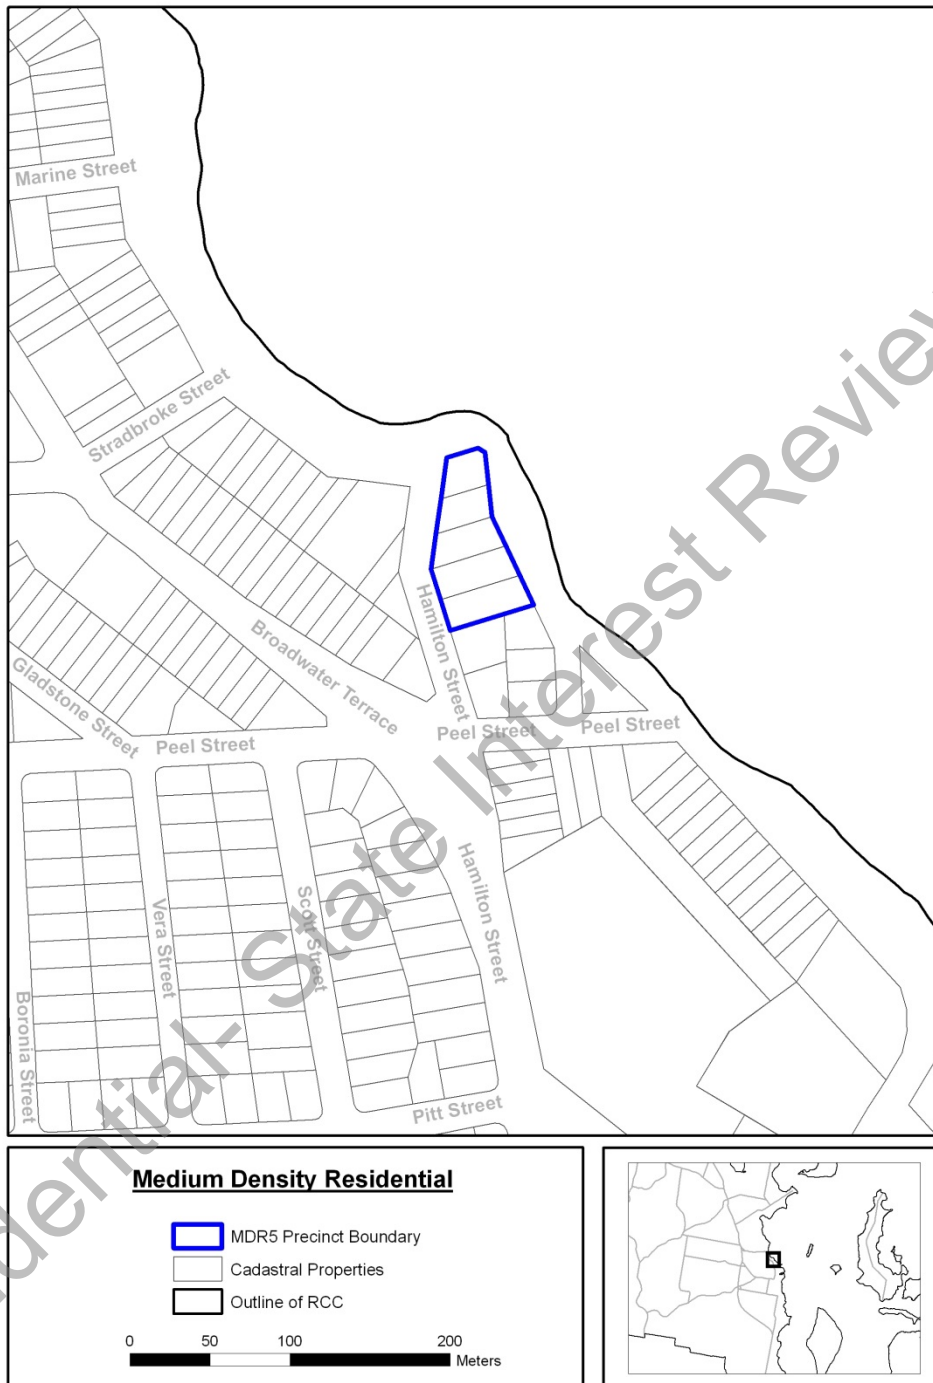 Marine Street
Stradbroke Street
Hamilton Street
Broadwater Terrace
Gladstone Street
Peel Street
Peel Street
Peel Street
Hamilton Street
Scott Street
Vera Street
Boronia Street
Pitt Street
dential- State Interest Review
Medium Density Residential
MDR5 Precinct Boundary
Cadastral Properties
Outline of RCC
0 50 100 200
Meters